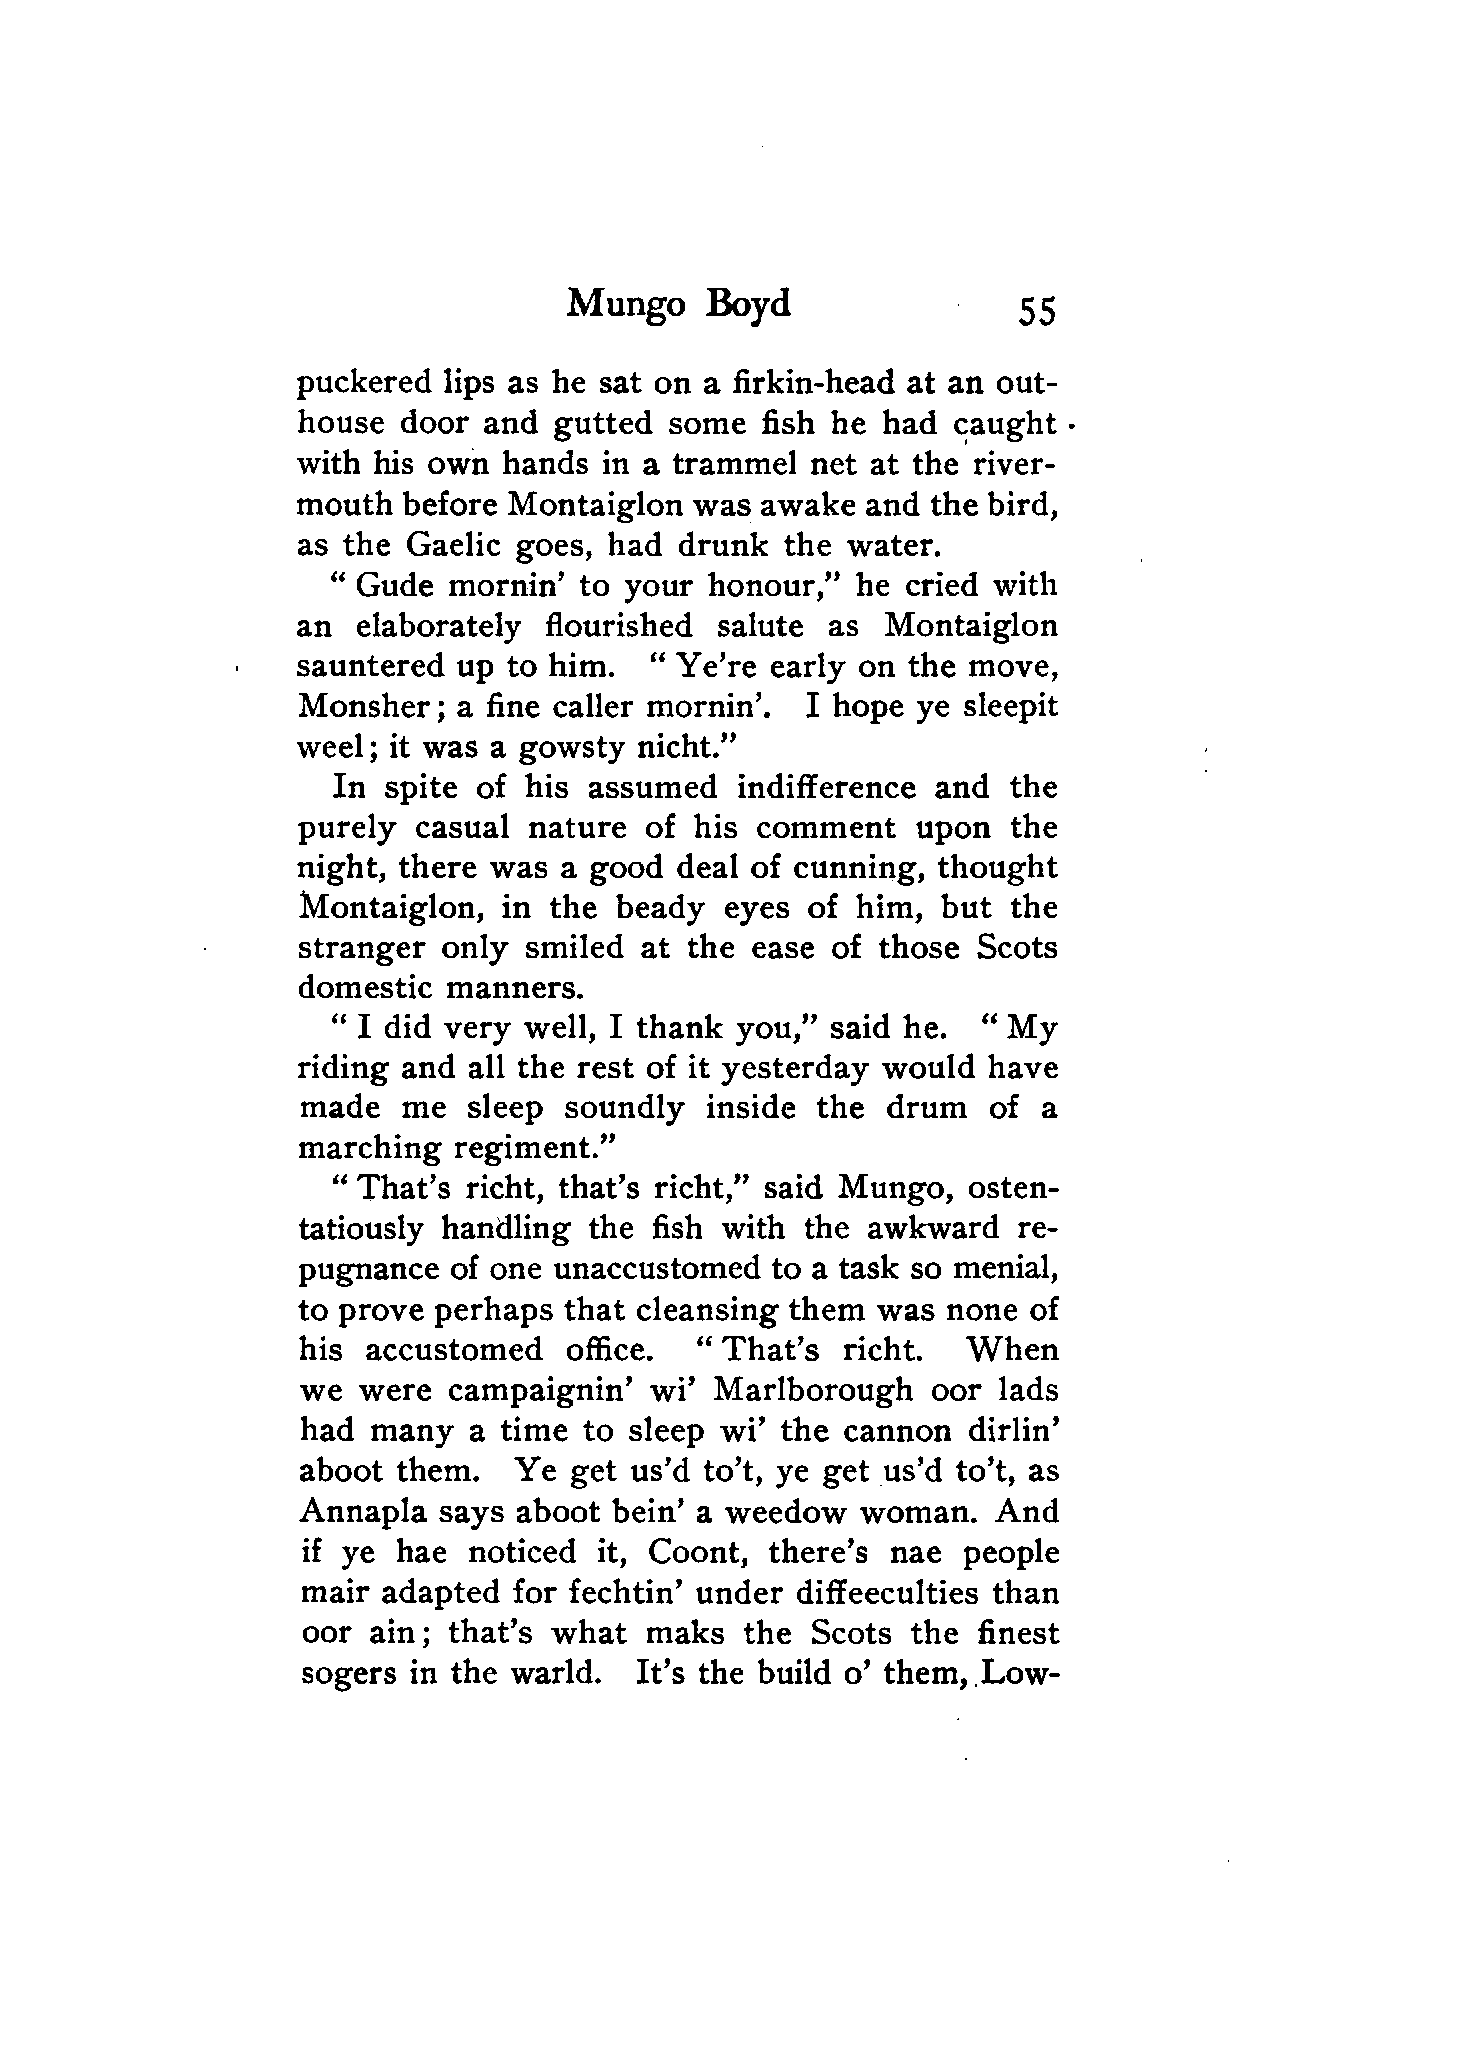 Mungo Boyd 55
puckered lips as he sat on a firkin-head at an out-
house door and gutted some fish he had caught
with his own hands in a trammel net at the river-
mouth before Montaiglon was awake and the bird,
as the Gaelic goes, had drunk the water.
“ Gude mornin’ to your honour,” he cried with
an elaborately flourished salute as Montaiglon
sauntered up to him. “ Ye’re early on the move,
Monsher; a fine caller mornin’. I hope ye sleepit
weel; it was a gowsty nicht.”
In spite of his assumed indifference and the
purely casual nature of his comment upon the
night, there was a good deal of cunning, thought
Montaiglon, in the beady eyes of him, but the
stranger only smiled at the ease of those Scots
domestic manners.
“ I did very well, I thank you,” said he. “ My
riding and all the rest of it yesterday would have
made me sleep soundly inside the drum of a
marching regiment.”
“ That’s richt, that’s richt,” said Mungo, osten-
tatiously handling the fish with the awkward re-
pugnance of one unaccustomed to a task so menial,
to prove perhaps that cleansing them was none of
his accustomed office. “ That’s richt. When
we were campaignin’ wi’ Marlborough oor lads
had many a time to sleep wi’ the cannon dirlin’
aboot them. Ye get us’d to’t, ye get us’d to’t, as
Annapla says aboot bein’ a weedow woman. And
if ye hae noticed it, Coont, there’s nae people
mair adapted for fechtin’ under diffeeculties than
oor ain; that’s what maks the Scots the finest
sogers in the warld. It’s the build o’ them, Low-